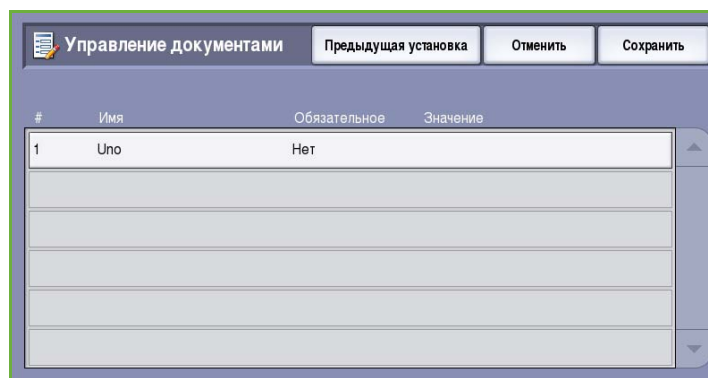 Управление документами Предыдущая установка Отменить Сохранить
# Имя Обязательное Значение
1 Uno Нет